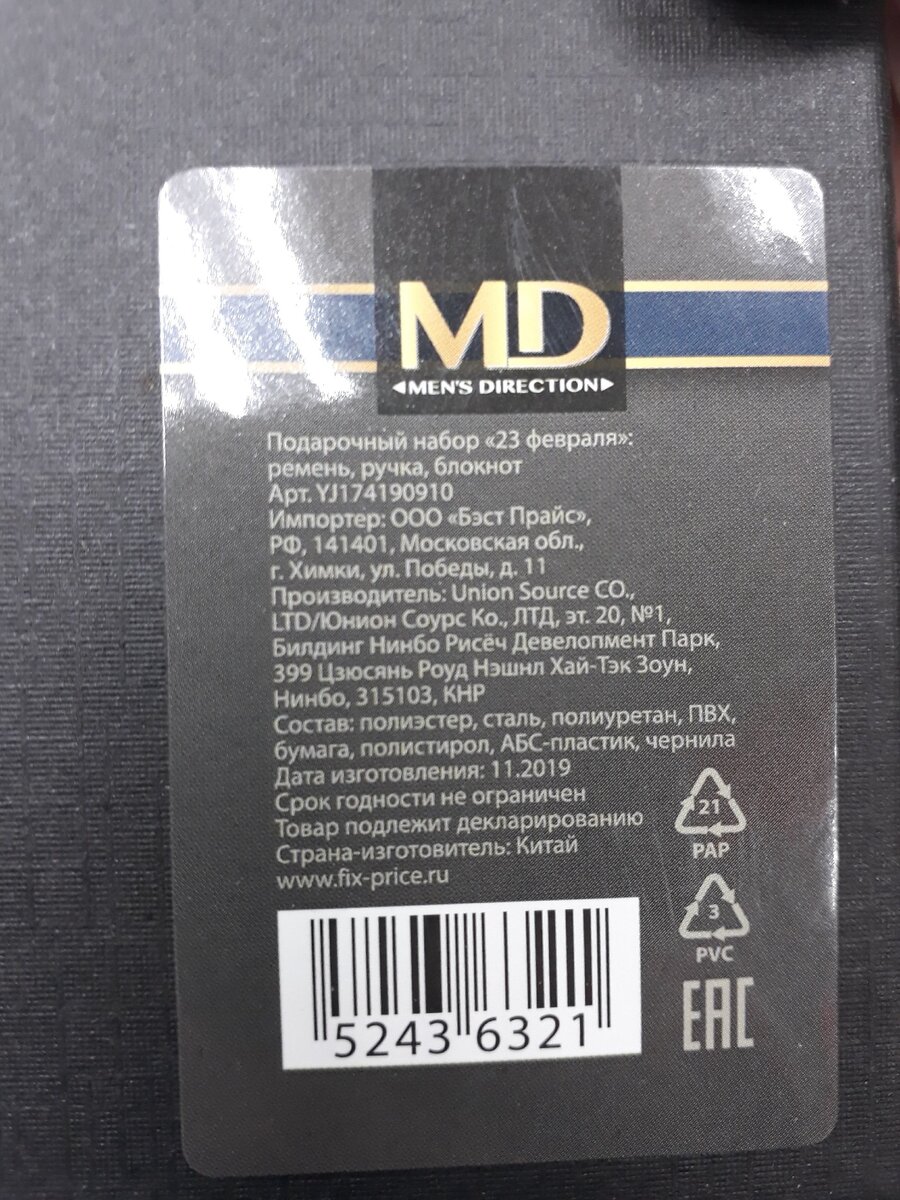 MD
MEN'S DIRECTION
Подарочный набор «23 февраля»:
ремень, ручка, блокнот
Арт. YJ174190910
Импортер: ООО «Бэст Прайс»,
РФ, 141401, Московская обл.,
г. Химки, ул. Победы, д. 11
Производитель: Union Source CO.,
LTD/Юнион Соурс Ко., ЛТД, эт. 20, №1,
Билдинг Нинбо Рисёч Девелопмент Парк,
399 Цзюсянь Роуд Нэшнл Хай-Тэк Зоун,
Нинбо, 315103, КНР
Состав: полиэстер, сталь, полиуретан, ПВХ,
бумага, полистирол, АБС-пластик, чернила
Дата изготовления: 11.2019
Срок годности не ограничен
Товар подлежит декларированию
Страна-изготовитель: Китай
www.fix-price.ru
21
PAP
3
PVC
EAC
5243 6321